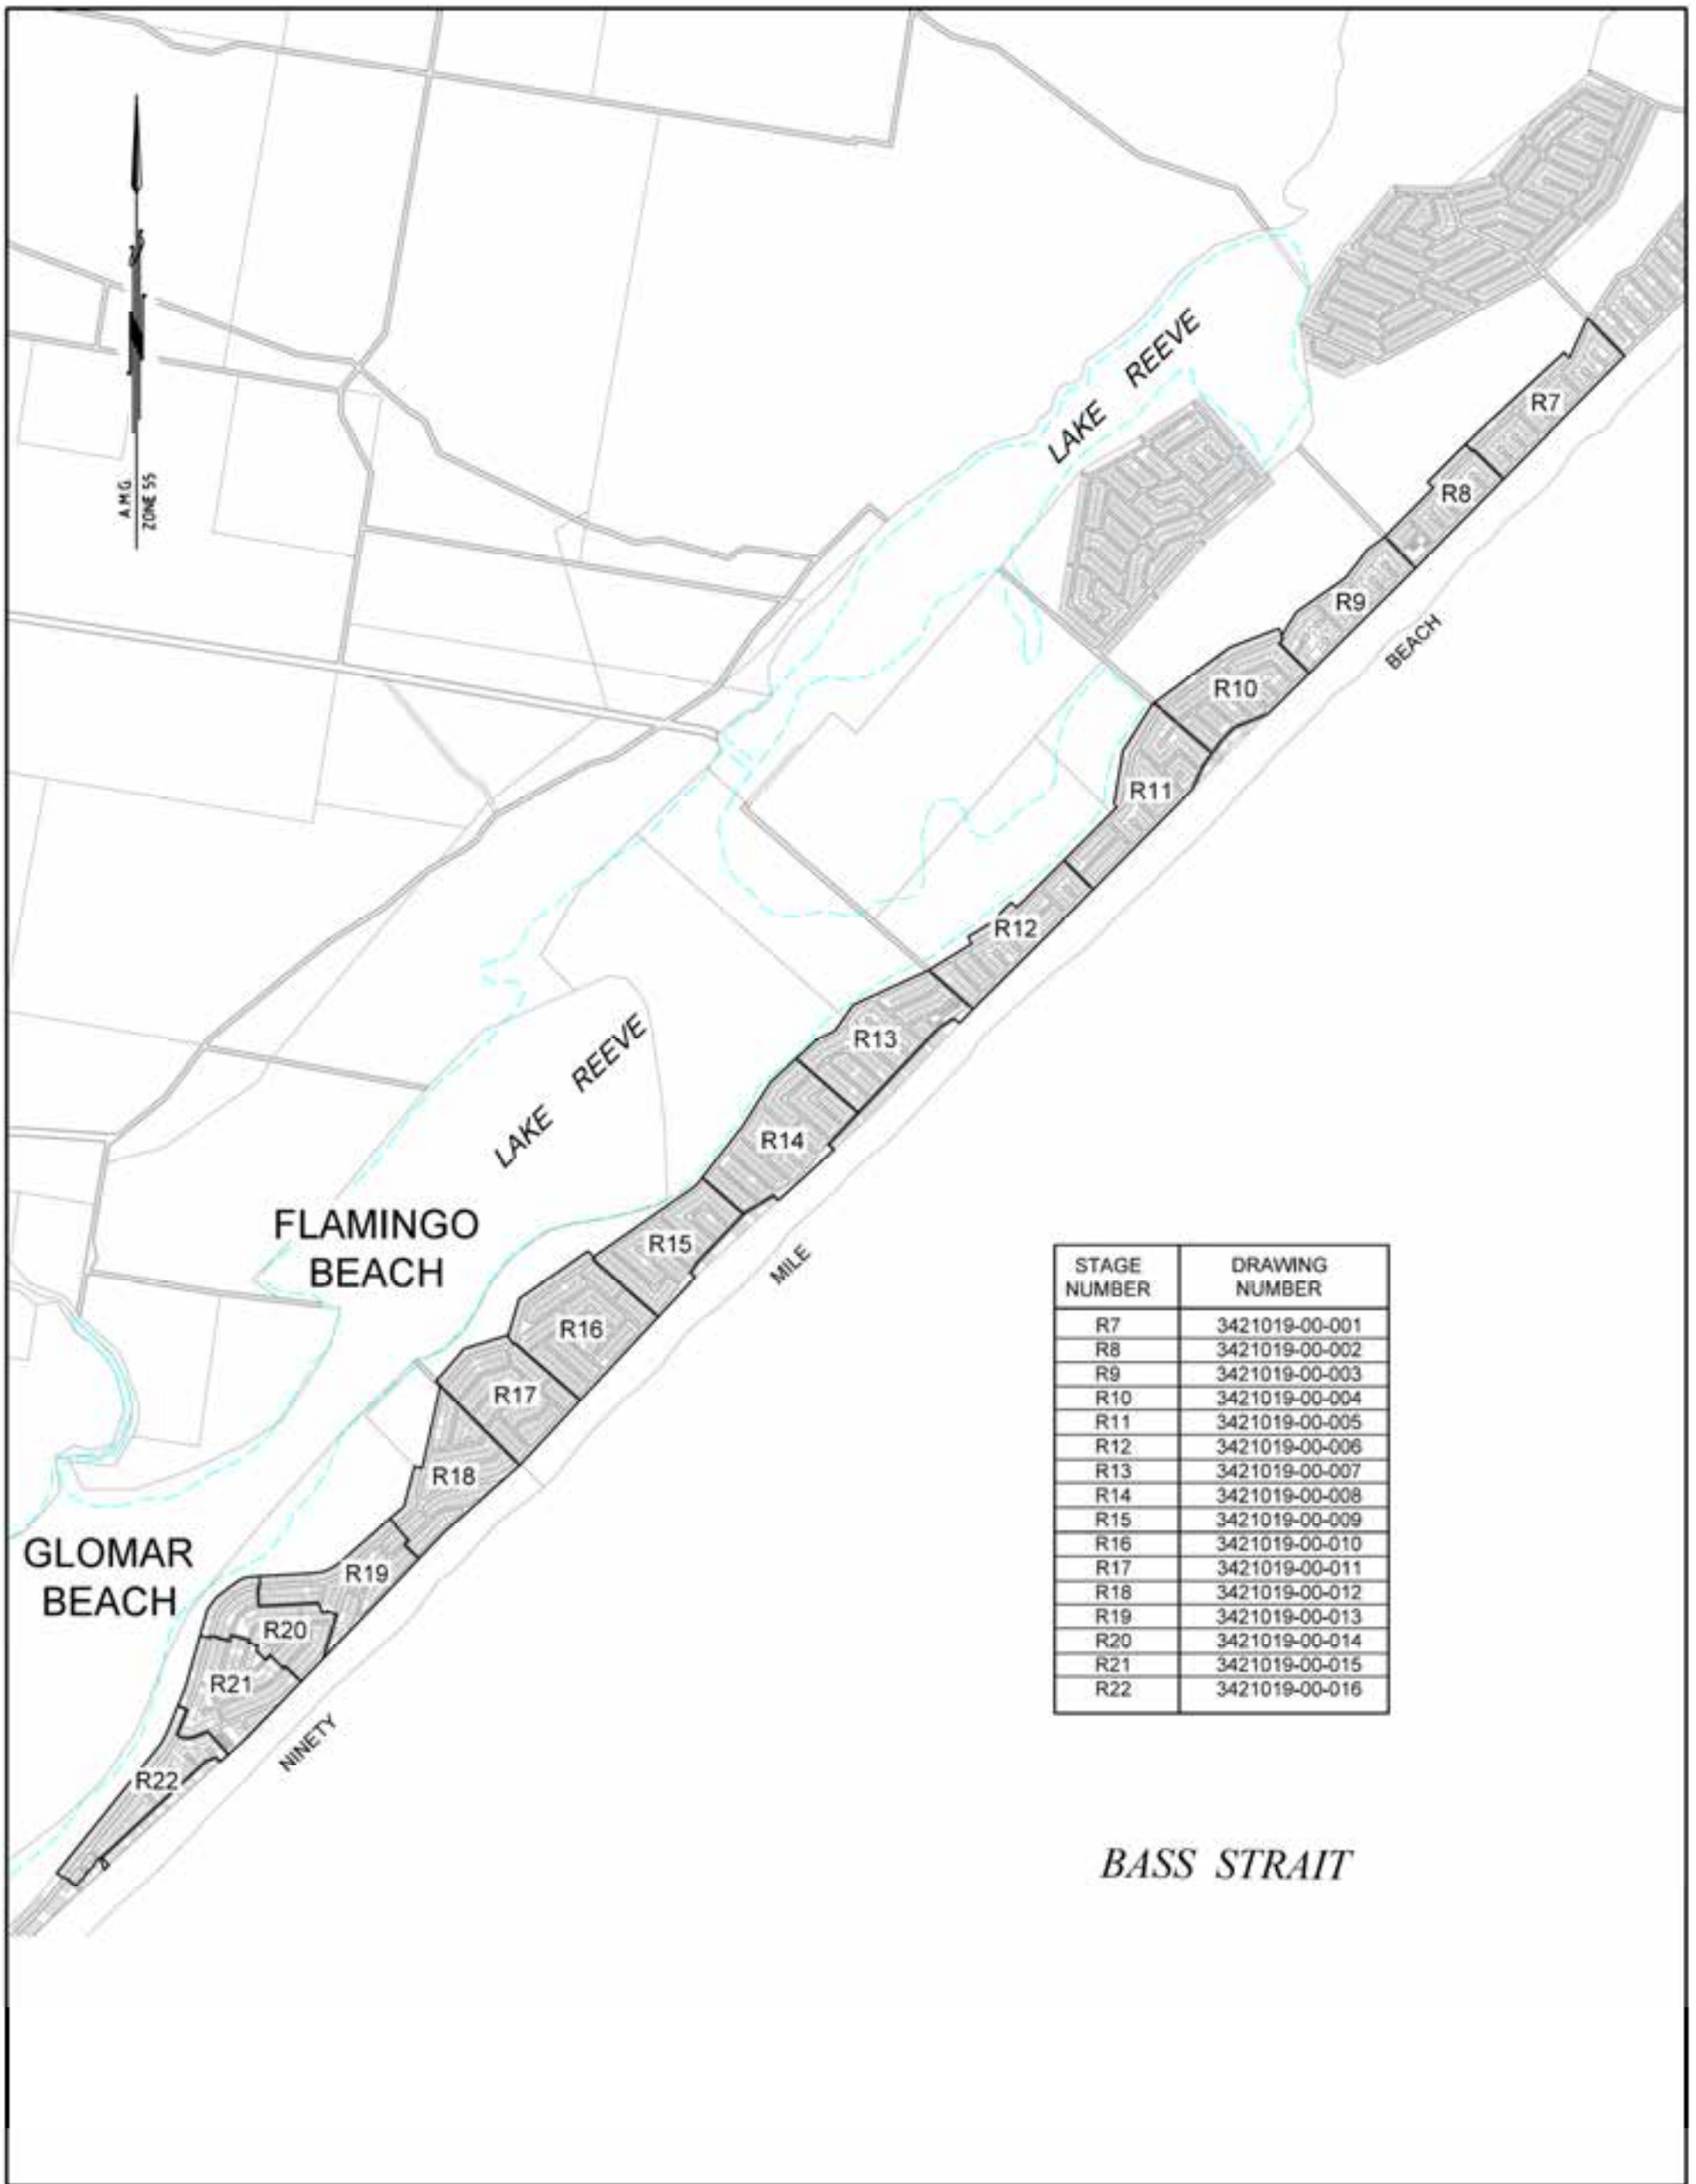 A.M.G.
ZONE 55
LAKE REEVE
R7
R8
R9
BEACH
R10
R11
R12
R13
LAKE REEVE
R14
FLAMINGO
BEACH
R15
MILE
R16
R17
R18
GLOMAR
BEACH
R19
R20
R21
NINETY
R22
STAGE NUMBER DRAWING NUMBER
R7 3421019-00-001
R8 3421019-00-002
R9 3421019-00-003
R10 3421019-00-004
R11 3421019-00-005
R12 3421019-00-006
R13 3421019-00-007
R14 3421019-00-008
R15 3421019-00-009
R16 3421019-00-010
R17 3421019-00-011
R18 3421019-00-012
R19 3421019-00-013
R20 3421019-00-014
R21 3421019-00-015
R22 3421019-00-016
BASS STRAIT